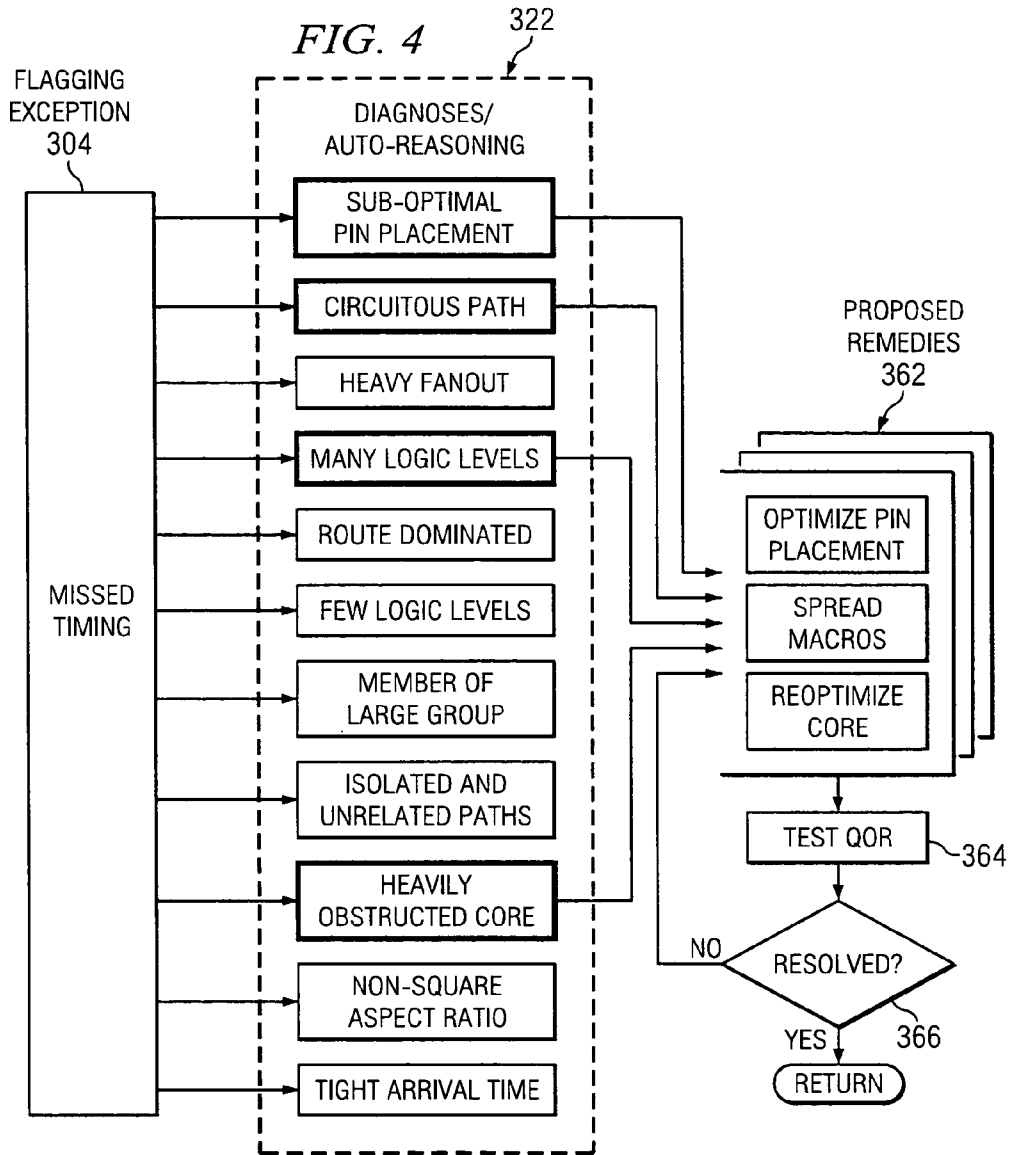 FIG. 4
322
FLAGGING
EXCEPTION
304
DIAGNOSES/
AUTO-REASONING
MISSED
TIMING
SUB-OPTIMAL
PIN PLACEMENT
CIRCUITOUS PATH
HEAVY FANOUT
MANY LOGIC LEVELS
ROUTE DOMINATED
FEW LOGIC LEVELS
MEMBER OF
LARGE GROUP
ISOLATED AND
UNRELATED PATHS
HEAVILY
OBSTRUCTED CORE
NON-SQUARE
ASPECT RATIO
TIGHT ARRIVAL TIME
PROPOSED
REMEDIES
362
OPTIMIZE PIN
PLACEMENT
SPREAD
MACROS
REOPTIMIZE
CORE
TEST QOR
364
RESOLVED?
366
NO
YES
RETURN